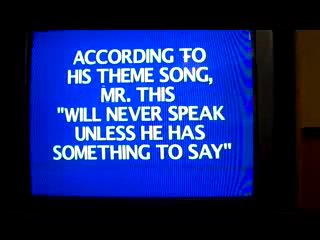 ACCORDING TO
HIS THEME SONG,
MR. THIS
"WILL NEVER SPEAK
UNLESS HE HAS
SOMETHING TO SAY"